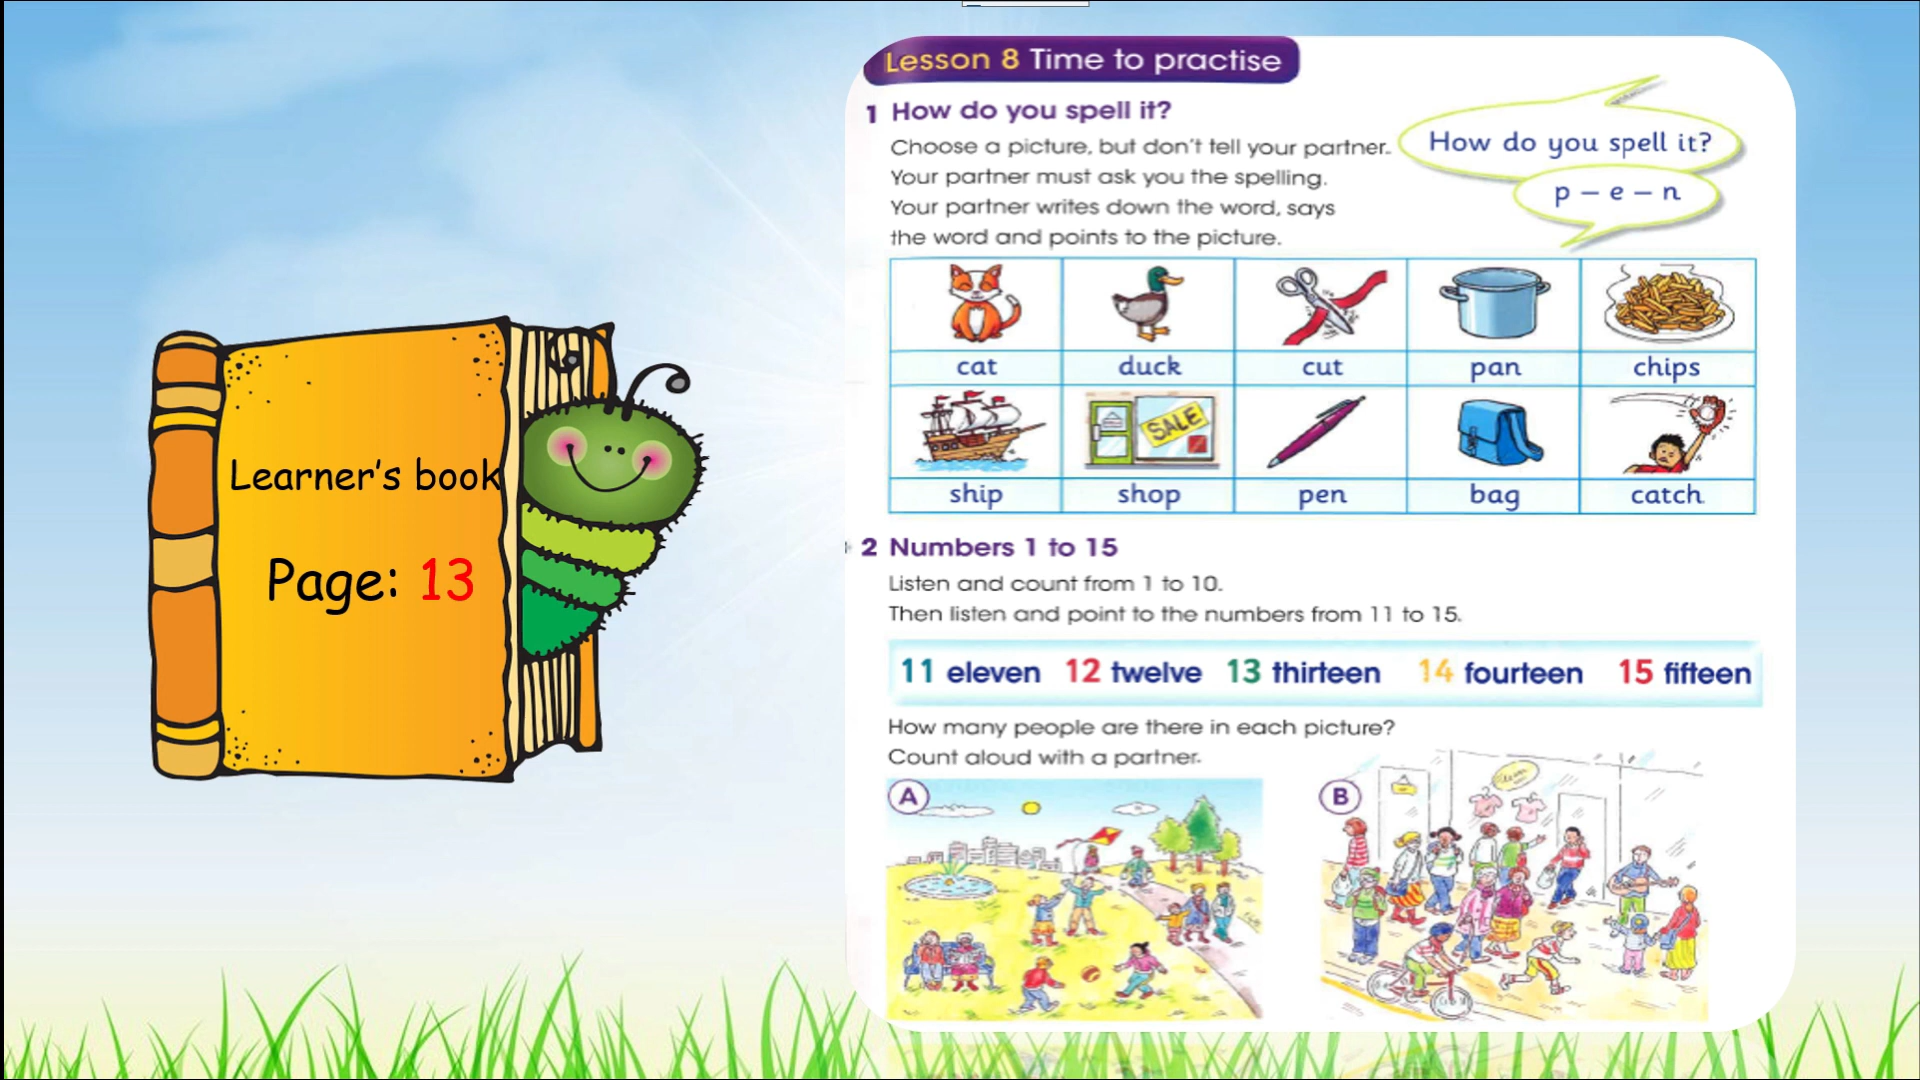 Learner's book
Page: 13
Lesson 8 Time to practise
1 How do you spell it?
Choose a picture, but don't tell your partner.
Your partner must ask you the spelling.
Your partner writes down the word, says
the word and points to the picture.
How do you spell it?
p – e – n
cat duck cut pan chips
SALE
ship shop pen bag catch
2 Numbers 1 to 15
Listen and count from 1 to 10.
Then listen and point to the numbers from 11 to 15.
11 eleven 12 twelve 13 thirteen 14 fourteen 15 fifteen
How many people are there in each picture?
Count aloud with a partner.
A
B